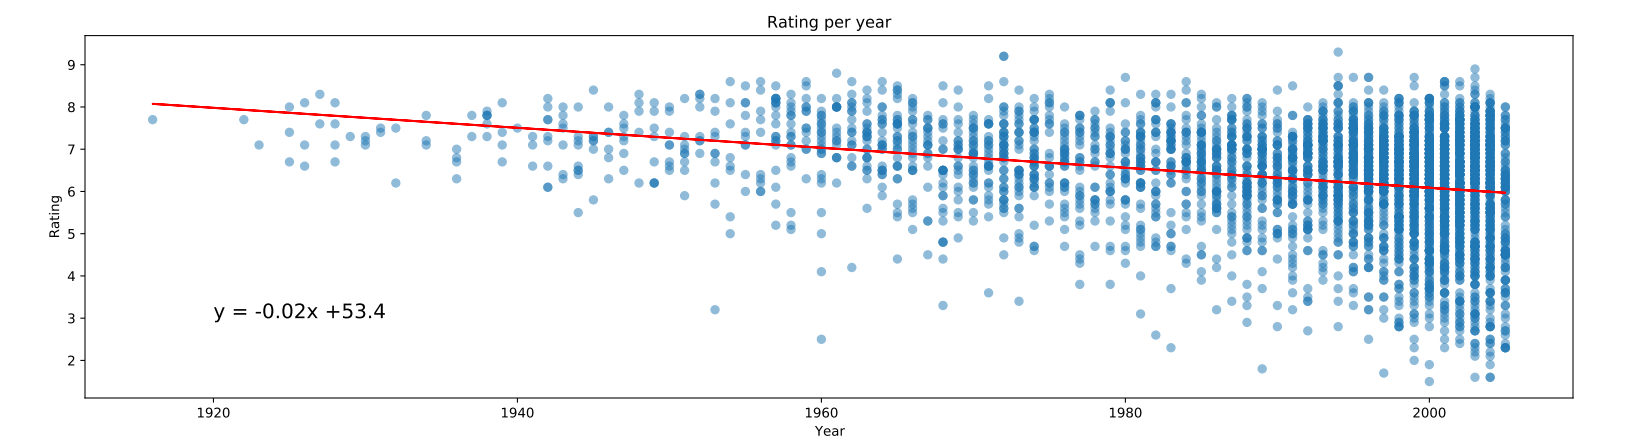 Rating per year
9
8
7
6
5
4
3
2
Rating
y = -0.02x +53.4
1920 1940 1960 1980 2000
Year